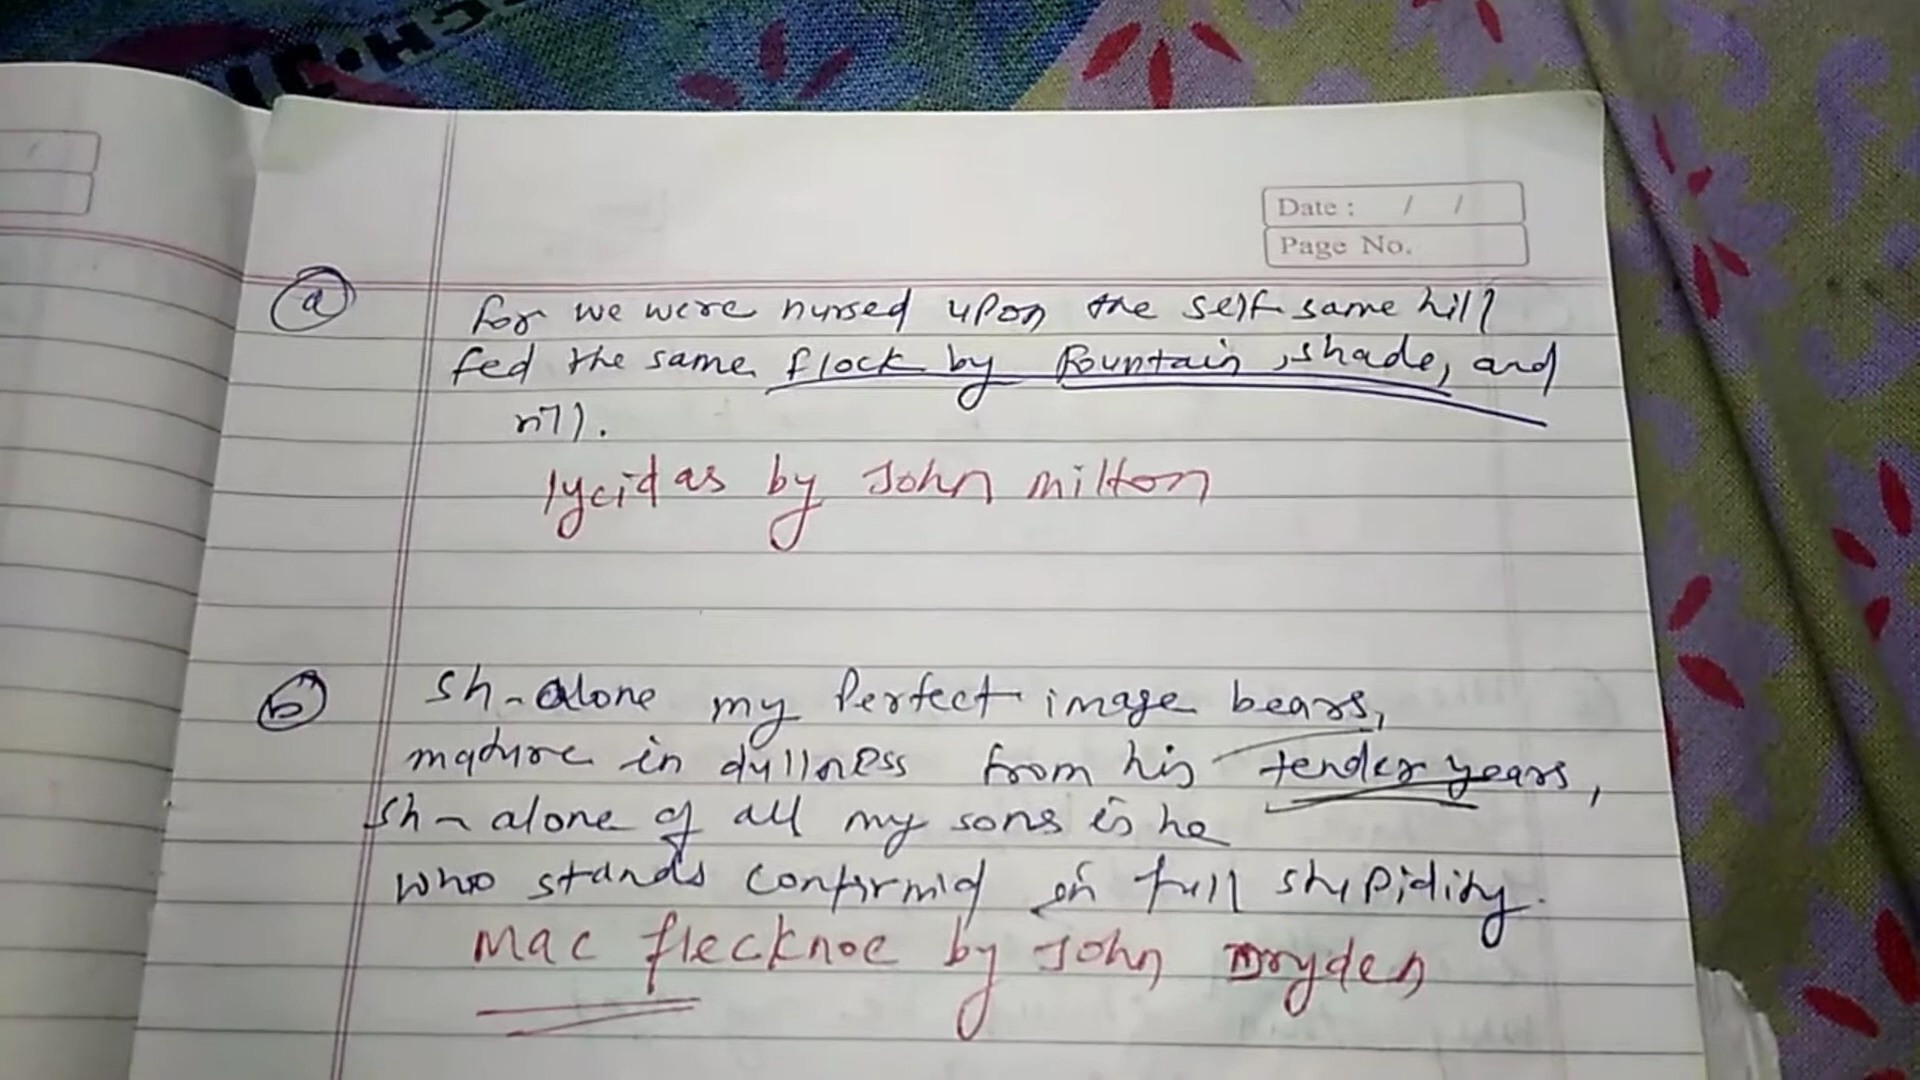 Date : / /
Page No.
a for we were nursed upon the self same hill
fed the same flock by fountain, shade, and
rill.
lycidas by John milton
b sh-alone my Perfect image bears,
mature in dullness from his tender years,
sh-alone of all my sons is he
who stands confirmid in full stupidity.
Mac flecknoe by John Dryden